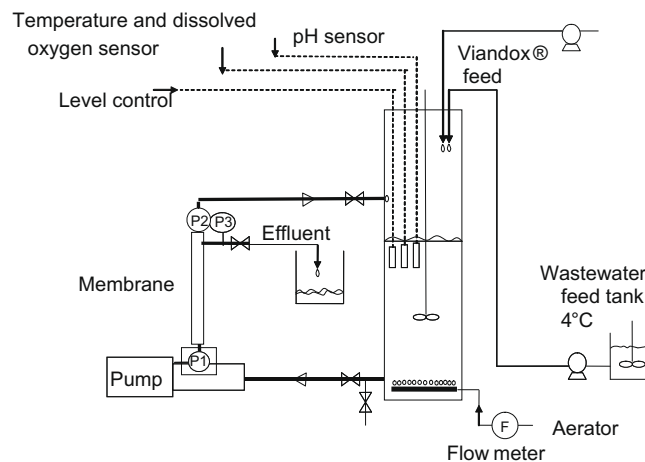 Temperature and dissolved
oxygen sensor
pH sensor
Viandox®
feed
Level control
P2
P3
Effluent
Membrane
Wastewater
feed tank
4°C
P1
Pump
F
Aerator
Flow meter